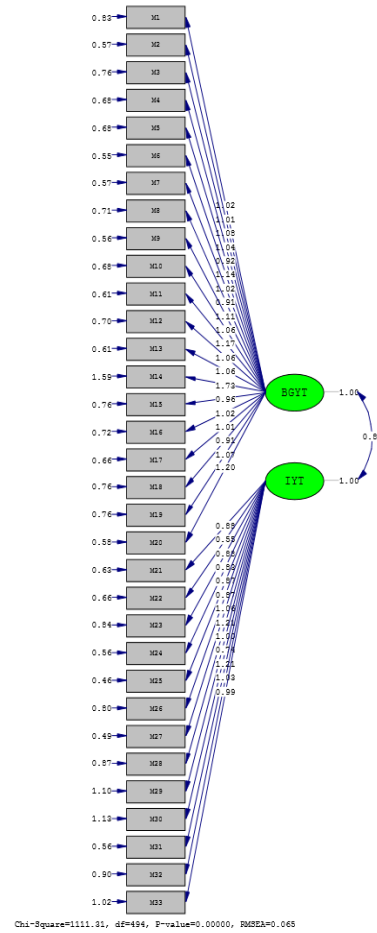 0.83 M1
0.57 M2
0.76 M3
0.68 M4
0.68 M5
0.55 M6
0.57 M7
0.71 M8
0.56 M9
0.68 M10
0.61 M11
0.70 M12
0.61 M13
1.59 M14
0.76 M15
0.72 M16
0.66 M17
0.76 M18
0.76 M19
0.58 M20
0.63 M21
0.66 M22
0.84 M23
0.56 M24
0.46 M25
0.80 M26
0.49 M27
0.87 M28
1.10 M29
1.13 M30
0.56 M31
0.90 M32
1.02 M33
1.02
1.01
1.08
1.04
0.92
1.14
1.02
0.91
1.11
1.06
1.17
1.06
1.06
1.73
0.96
1.02
1.01
0.91
1.07
1.20
0.55
0.87
0.87
1.06
1.21
1.00
0.74
1.21
1.03
0.99
BGYT
1.00
0.8
IYT
1.00
Chi-Square=1111.31, df=494, P-value=0.00000, RMSEA=0.065